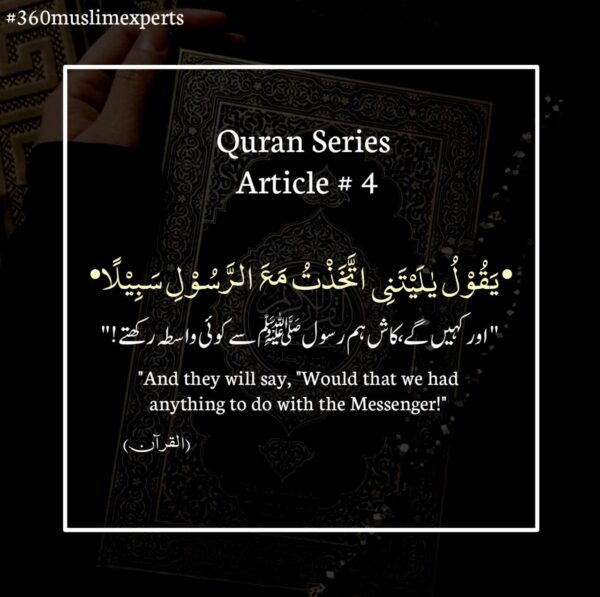 #360muslimexperts
Quran Series
Article # 4
•يَقُوْلُ يٰلَيْتَنِى اتَّخَذْتُ مَعَ الرَّسُوْلِ سَبِيْلًا•
"اور کہیں گے، کاش ہم رسول ﷺ سے کوئی واسطہ رکھتے!"
"And they will say, "Would that we had
anything to do with the Messenger!"
(القرآن)